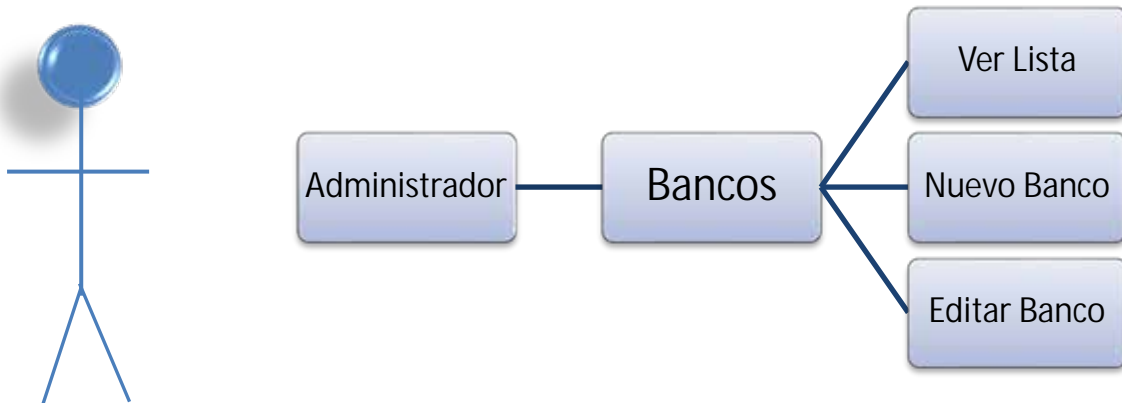 Ver Lista
Administrador
Bancos
Nuevo Banco
Editar Banco